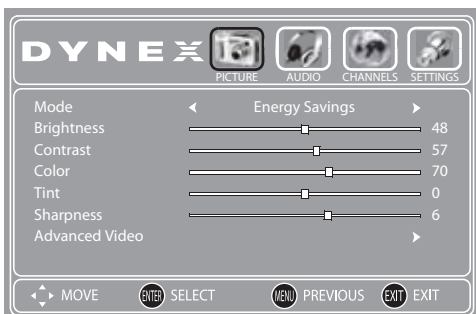 DYNEX
PICTURE AUDIO CHANNELS SETTINGS
Mode Energy Savings
Brightness 48
Contrast 57
Color 70
Tint 0
Sharpness 6
Advanced Video
MOVE ENTER SELECT MENU PREVIOUS EXIT EXIT